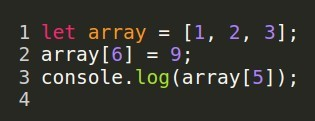 1 let array = [1, 2, 3];
2 array[6] = 9;
3 console.log(array[5]);
4